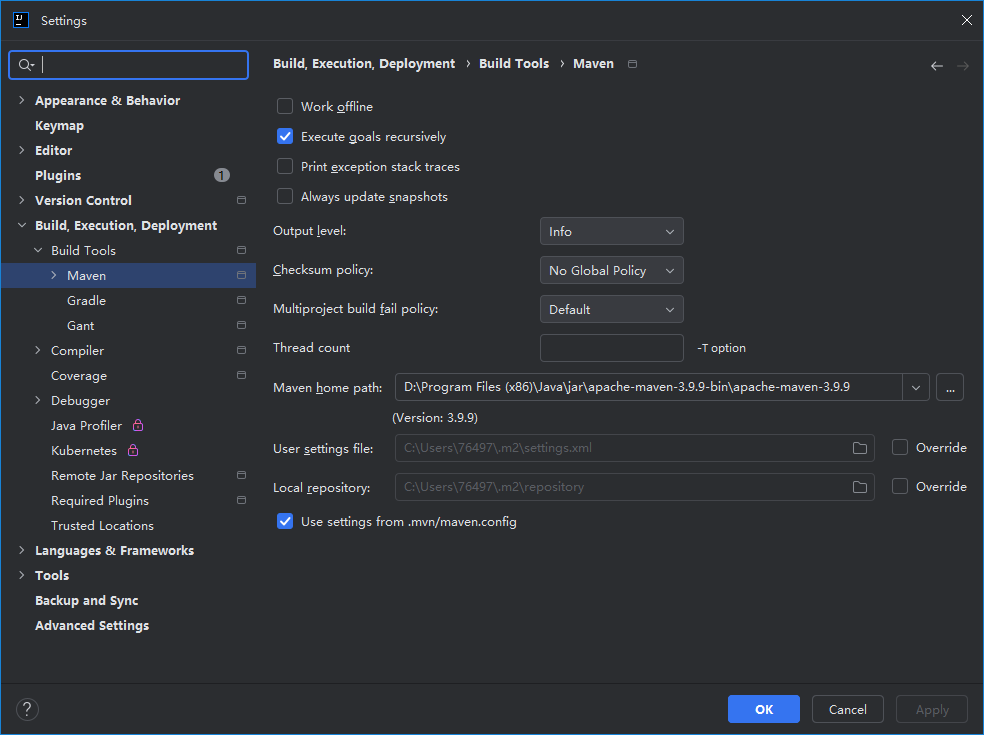 Settings
Appearance & Behavior
Keymap
Editor
Plugins 1
Version Control
Build, Execution, Deployment
Build Tools
Maven
Gradle
Gant
Compiler
Coverage
Debugger
Java Profiler
Kubernetes
Remote Jar Repositories
Required Plugins
Trusted Locations
Languages & Frameworks
Tools
Backup and Sync
Advanced Settings
Build, Execution, Deployment › Build Tools › Maven
Work offline
Execute goals recursively
Print exception stack traces
Always update snapshots
Output level: Info
Checksum policy: No Global Policy
Multiproject build fail policy: Default
Thread count -T option
Maven home path: D:\Program Files (x86)\Java\jar\apache-maven-3.9.9-bin\apache-maven-3.9.9 ...
(Version: 3.9.9)
User settings file: C:\Users\76497\.m2\settings.xml Override
Local repository: C:\Users\76497\.m2\repository Override
Use settings from .mvn/maven.config
? OK Cancel Apply